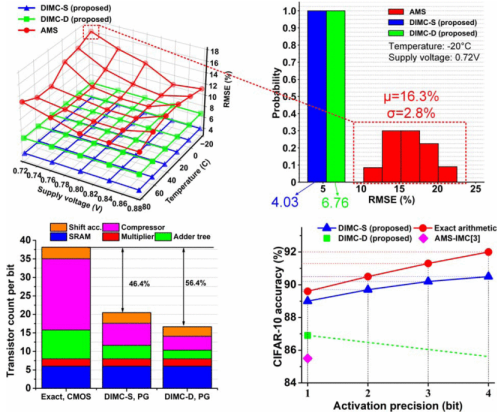 DIMC-S (proposed)
DIMC-D (proposed)
AMS
18
16
14
12
10
8
6
4
RMSE (%)
-20
0
20
40
60
80
Temperature (C)
0.72
0.74
0.76
0.78
0.80
0.82
0.84
0.86
0.88
Supply voltage (V)
AMS
DIMC-S (proposed)
DIMC-D (proposed)
Temperature: -20°C
Supply voltage: 0.72V
μ=16.3%
σ=2.8%
Probability
1.0
0.9
0.8
0.7
0.6
0.5
0.4
0.3
0.2
0.1
0.0
5 10 15 20 25
4.03 6.76
RMSE (%)
Shift acc. Compressor
Multiplier Adder tree
SRAM
Transistor count per bit
40
35
30
25
20
15
10
5
0
46.4%
56.4%
Exact, CMOS DIMC-S, PG DIMC-D, PG
DIMC-S (proposed) Exact arithmetic
DIMC-D (proposed) AMS-IMC[3]
CIFAR-10 accuracy (%)
92
90
88
86
84
1 2 3 4
Activation precision (bit)